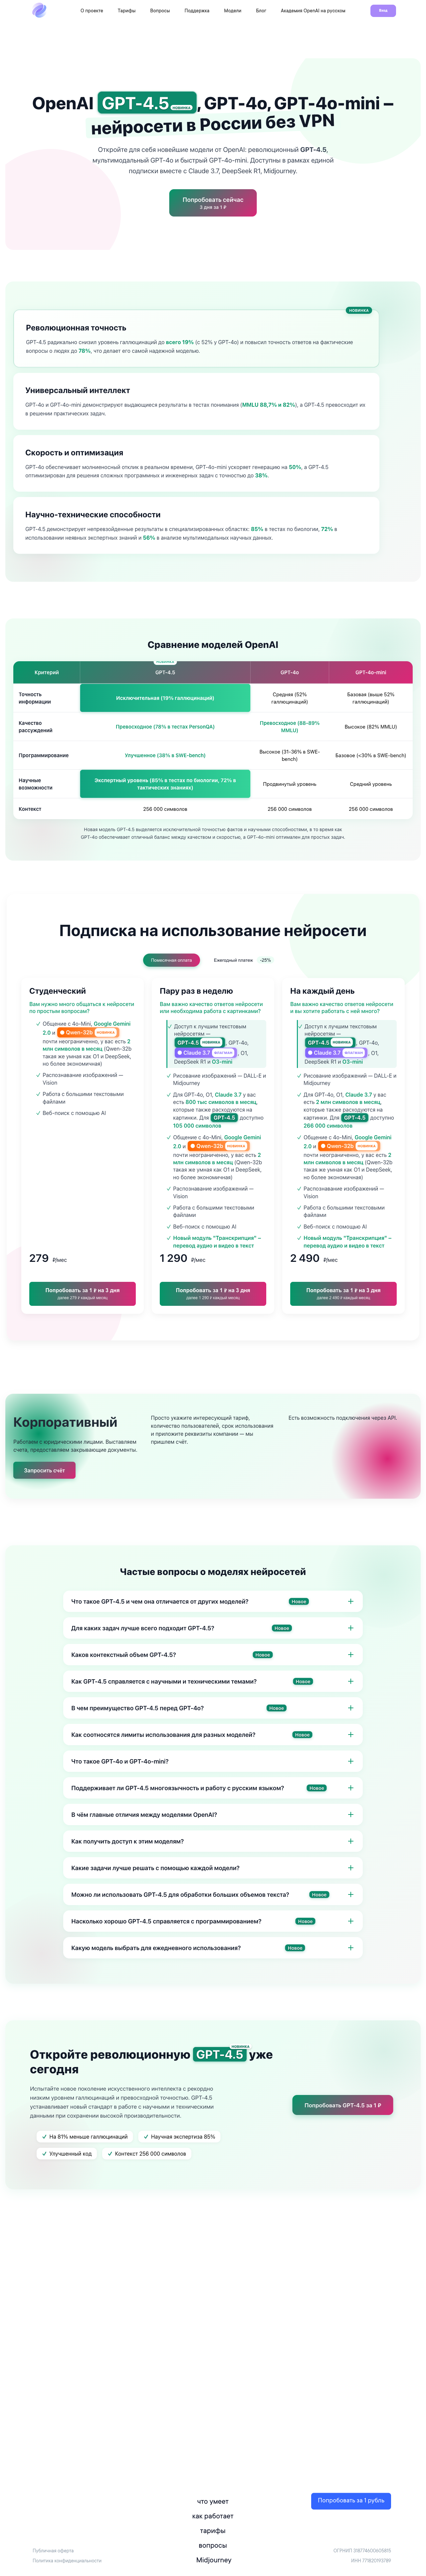 О проекте
Тарифы
Вопросы
Поддержка
Модели
Блог
Академия OpenAI на русском
Вход
OpenAI GPT-4.5 НОВИНКА, GPT-4o, GPT-4o-mini –
нейросети в России без VPN
Откройте для себя новейшие модели от OpenAI: революционный GPT-4.5,
мультимодальный GPT-4o и быстрый GPT-4o-mini. Доступны в рамках единой
подписки вместе с Claude 3.7, DeepSeek R1, Midjourney.
Попробовать сейчас
3 дня за 1 ₽
НОВИНКА
Революционная точность
GPT-4.5 радикально снизил уровень галлюцинаций до всего 19% (с 52% у GPT-4o) и повысил точность ответов на фактические
вопросы о людях до 78%, что делает его самой надежной моделью.
Универсальный интеллект
GPT-4o и GPT-4o-mini демонстрируют выдающиеся результаты в тестах понимания (MMLU 88,7% и 82%), а GPT-4.5 превосходит их
в решении практических задач.
Скорость и оптимизация
GPT-4o обеспечивает молниеносный отклик в реальном времени, GPT-4o-mini ускоряет генерацию на 50%, а GPT-4.5
оптимизирован для решения сложных программных и инженерных задач с точностью до 38%.
Научно-технические способности
GPT-4.5 демонстрирует непревзойденные результаты в специализированных областях: 85% в тестах по биологии, 72% в
использовании неявных экспертных знаний и 56% в анализе мультимодальных научных данных.
Сравнение моделей OpenAI
НОВИНКА
Критерий
GPT-4.5
GPT-4o
GPT-4o-mini
Точность
информации
Исключительная (19% галлюцинаций)
Средняя (52%
галлюцинаций)
Базовая (выше 52%
галлюцинаций)
Качество
рассуждений
Превосходное (78% в тестах PersonQA)
Превосходное (88-89%
MMLU)
Высокое (82% MMLU)
Программирование
Улучшенное (38% в SWE-bench)
Высокое (31-36% в SWE-
bench)
Базовое (<30% в SWE-bench)
Научные
возможности
Экспертный уровень (85% в тестах по биологии, 72% в
тактических знаниях)
Продвинутый уровень
Средний уровень
Контекст
256 000 символов
256 000 символов
256 000 символов
Новая модель GPT-4.5 выделяется исключительной точностью фактов и научными способностями, в то время как
GPT-4o обеспечивает отличный баланс между качеством и скоростью, а GPT-4o-mini оптимален для простых задач.
Подписка на использование нейросети
Помесячная оплата
Ежегодный платеж -25%
Студенческий
Вам нужно много общаться к нейросети
по простым вопросам?
Общение с 4o-Mini, Google Gemini
2.0 и Qwen-32b НОВИНКА
почти неограниченно, у вас есть 2
млн символов в месяц (Qwen-32b
такая же умная как O1 и DeepSeek,
но более экономичная)
Распознавание изображений —
Vision
Работа с большими текстовыми
файлами
Веб-поиск с помощью AI
279 ₽/мес
Попробовать за 1 ₽ на 3 дня
далее 279 ₽ каждый месяц
Пару раз в неделю
Вам важно качество ответов нейросети
или необходима работа с картинками?
Доступ к лучшим текстовым
нейросетям —
GPT-4.5 НОВИНКА, GPT-4o,
Claude 3.7 ФЛАГМАН, O1,
DeepSeek R1 и O3-mini
Рисование изображений — DALL-E и
Midjourney
Для GPT-4o, O1, Claude 3.7 у вас
есть 800 тыс символов в месяц,
которые также расходуются на
картинки. Для GPT-4.5 доступно
105 000 символов
Общение с 4o-Mini, Google Gemini
2.0 и Qwen-32b НОВИНКА
почти неограниченно, у вас есть 2
млн символов в месяц (Qwen-32b
такая же умная как O1 и DeepSeek,
но более экономичная)
Распознавание изображений —
Vision
Работа с большими текстовыми
файлами
Веб-поиск с помощью AI
Новый модуль "Транскрипция" –
перевод аудио и видео в текст
1 290 ₽/мес
Попробовать за 1 ₽ на 3 дня
далее 1 290 ₽ каждый месяц
На каждый день
Вам важно качество ответов нейросети
и вы хотите работать с ней много?
Доступ к лучшим текстовым
нейросетям —
GPT-4.5 НОВИНКА, GPT-4o,
Claude 3.7 ФЛАГМАН, O1,
DeepSeek R1 и O3-mini
Рисование изображений — DALL-E и
Midjourney
Для GPT-4o, O1, Claude 3.7 у вас
есть 2 млн символов в месяц,
которые также расходуются на
картинки. Для GPT-4.5 доступно
266 000 символов
Общение с 4o-Mini, Google Gemini
2.0 и Qwen-32b НОВИНКА
почти неограниченно, у вас есть 2
млн символов в месяц (Qwen-32b
такая же умная как O1 и DeepSeek,
но более экономичная)
Распознавание изображений —
Vision
Работа с большими текстовыми
файлами
Веб-поиск с помощью AI
Новый модуль "Транскрипция" –
перевод аудио и видео в текст
2 490 ₽/мес
Попробовать за 1 ₽ на 3 дня
далее 2 490 ₽ каждый месяц
Корпоративный
Работаем с юридическими лицами. Выставляем
счета, предоставляем закрывающие документы.
Запросить счёт
Просто укажите интересующий тариф,
количество пользователей, срок использования
и приложите реквизиты компании — мы
пришлем счёт.
Есть возможность подключения через API.
Частые вопросы о моделях нейросетей
Что такое GPT-4.5 и чем она отличается от других моделей? Новое
Для каких задач лучше всего подходит GPT-4.5? Новое
Каков контекстный объем GPT-4.5? Новое
Как GPT-4.5 справляется с научными и техническими темами? Новое
В чем преимущество GPT-4.5 перед GPT-4o? Новое
Как соотносятся лимиты использования для разных моделей? Новое
Что такое GPT-4o и GPT-4o-mini?
Поддерживает ли GPT-4.5 многоязычность и работу с русским языком? Новое
В чём главные отличия между моделями OpenAI?
Как получить доступ к этим моделям?
Какие задачи лучше решать с помощью каждой модели?
Можно ли использовать GPT-4.5 для обработки больших объемов текста? Новое
Насколько хорошо GPT-4.5 справляется с программированием? Новое
Какую модель выбрать для ежедневного использования? Новое
Откройте революционную GPT-4.5 НОВИНКА уже
сегодня
Испытайте новое поколение искусственного интеллекта с рекордно
низким уровнем галлюцинаций и превосходной точностью. GPT-4.5
устанавливает новый стандарт в работе с научными и техническими
данными при сохранении высокой производительности.
На 81% меньше галлюцинаций
Научная экспертиза 85%
Улучшенный код
Контекст 256 000 символов
Попробовать GPT-4.5 за 1 ₽
что умеет
как работает
тарифы
вопросы
Midjourney
Попробовать за 1 рубль
Публичная оферта
Политика конфиденциальности